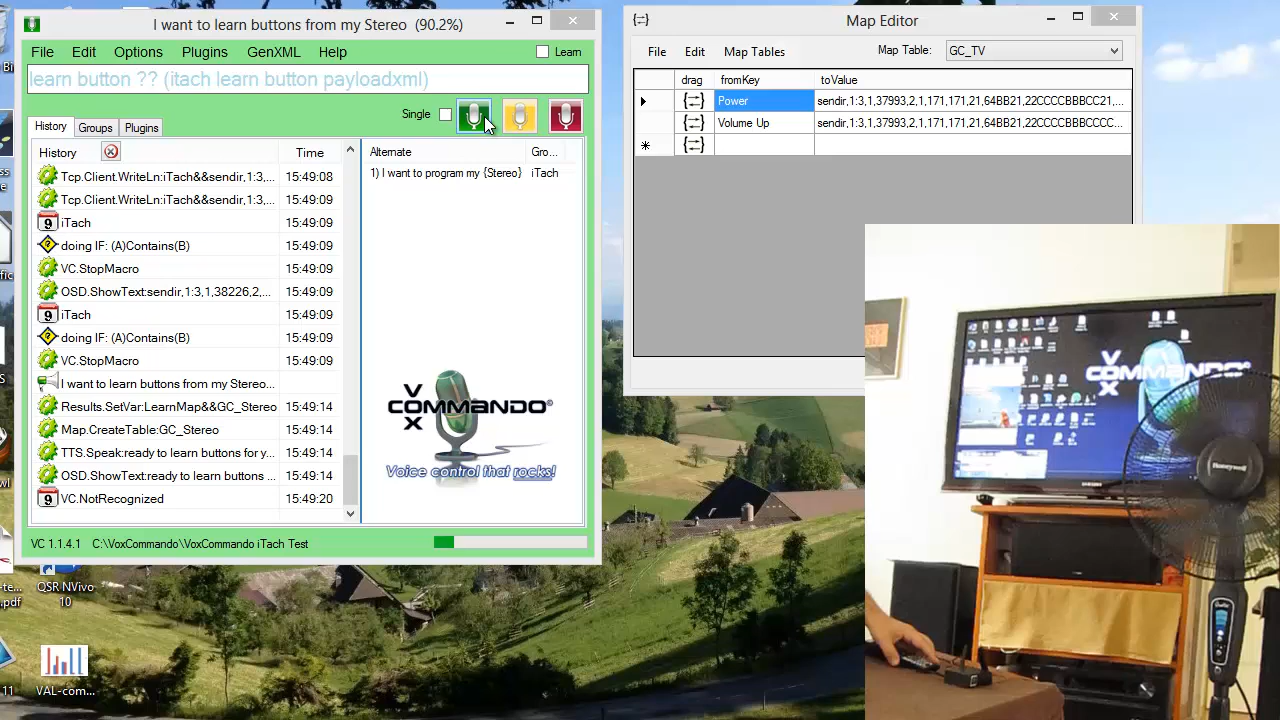 I want to learn buttons from my Stereo (90.2%)
File Edit Options Plugins GenXML Help
Learn
learn button ?? (itach learn button payloadxml)
Single
History Groups Plugins
History Time
Tcp.Client.WriteLn:iTach&&sendir,1:3,... 15:49:08
Tcp.Client.WriteLn:iTach&&sendir,1:3,... 15:49:09
9 iTach 15:49:09
? doing IF: (A)Contains(B) 15:49:09
VC.StopMacro 15:49:09
OSD.ShowText:sendir,1:3,1,38226,2,... 15:49:09
9 iTach 15:49:09
? doing IF: (A)Contains(B) 15:49:09
VC.StopMacro 15:49:09
I want to learn buttons from my Stereo...
Results.SetVar:LearnMap&&GC_Stereo 15:49:14
Map.CreateTable:GC_Stereo 15:49:14
TTS.Speak:ready to learn buttons for y... 15:49:14
OSD.ShowText:ready to learn buttons ... 15:49:14
9 VC.NotRecognized 15:49:20
Alternate Gro...
1) I want to program my {Stereo} iTach
VOX
COMMANDO©
Voice control that rocks!
VC 1.1.4.1 C:\VoxCommando\VoxCommando iTach Test
Map Editor
File Edit Map Tables
Map Table: GC_TV
drag fromKey toValue
Power sendir,1:3,1,37993,2,1,171,171,21,64BB21,22CCCCBBBCC21,...
Volume Up sendir,1:3,1,37993,2,1,171,171,21,64BB21,22CCCCBBBCCCC...
QSR NVivo
10
.pdf
11
VAL-com...
VOX
COMMANDO
SAMSUNG
Honeywell